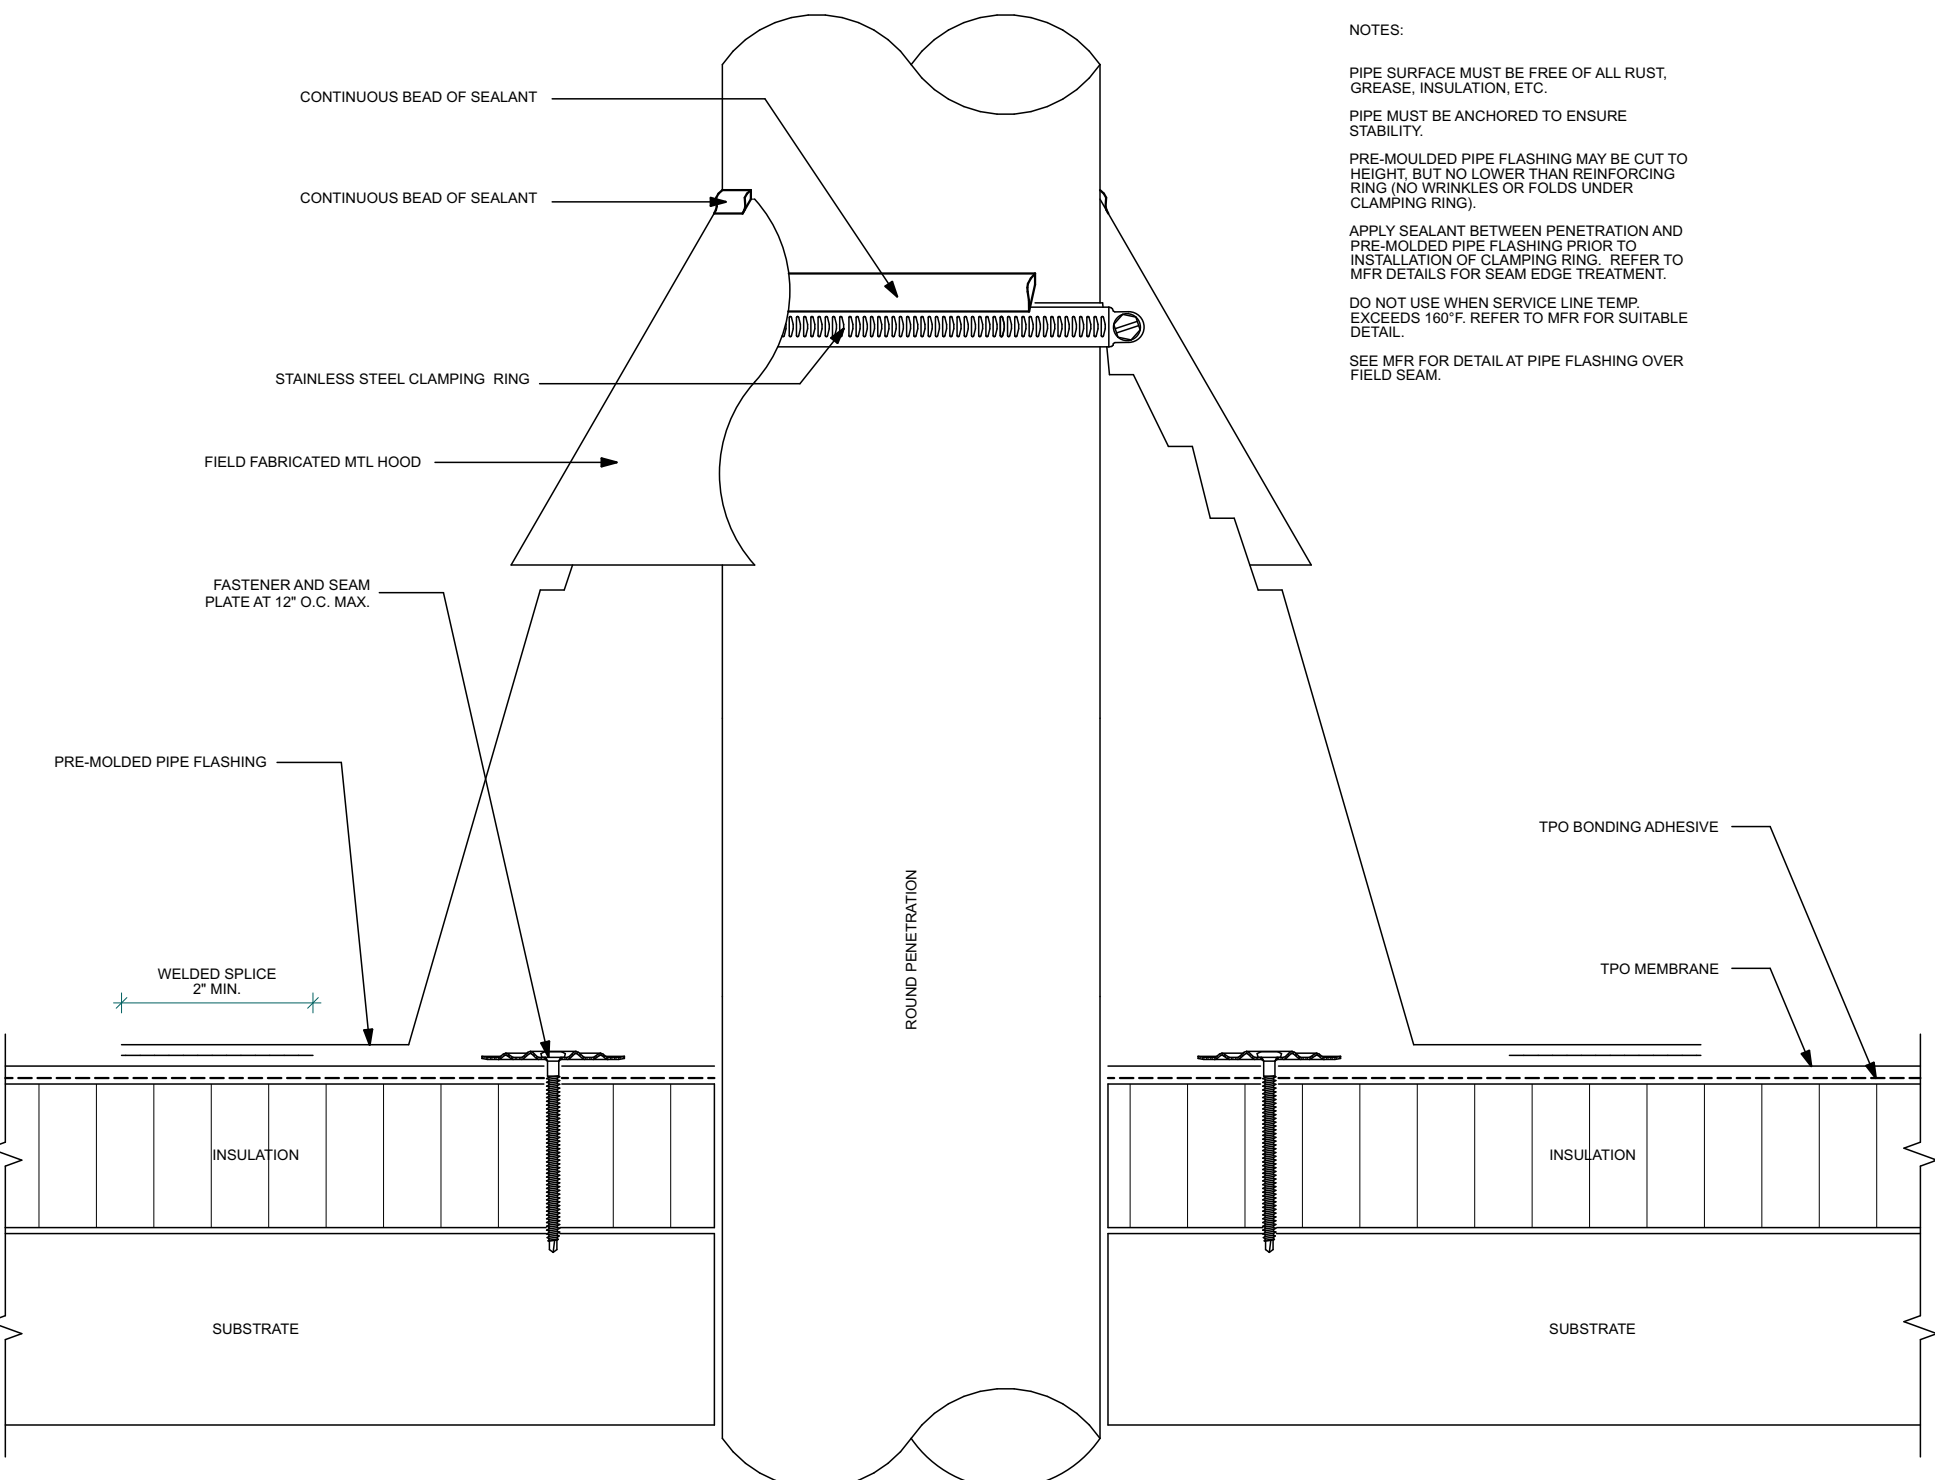 NOTES:
PIPE SURFACE MUST BE FREE OF ALL RUST,
GREASE, INSULATION, ETC.
PIPE MUST BE ANCHORED TO ENSURE
STABILITY.
PRE-MOULDED PIPE FLASHING MAY BE CUT TO
HEIGHT, BUT NO LOWER THAN REINFORCING
RING (NO WRINKLES OR FOLDS UNDER
CLAMPING RING).
APPLY SEALANT BETWEEN PENETRATION AND
PRE-MOLDED PIPE FLASHING PRIOR TO
INSTALLATION OF CLAMPING RING. REFER TO
MFR DETAILS FOR SEAM EDGE TREATMENT.
DO NOT USE WHEN SERVICE LINE TEMP.
EXCEEDS 160°F. REFER TO MFR FOR SUITABLE
DETAIL.
SEE MFR FOR DETAIL AT PIPE FLASHING OVER
FIELD SEAM.
CONTINUOUS BEAD OF SEALANT
CONTINUOUS BEAD OF SEALANT
STAINLESS STEEL CLAMPING RING
FIELD FABRICATED MTL HOOD
FASTENER AND SEAM
PLATE AT 12" O.C. MAX.
PRE-MOLDED PIPE FLASHING
WELDED SPLICE
2" MIN.
ROUND PENETRATION
TPO BONDING ADHESIVE
TPO MEMBRANE
INSULATION
INSULATION
SUBSTRATE
SUBSTRATE